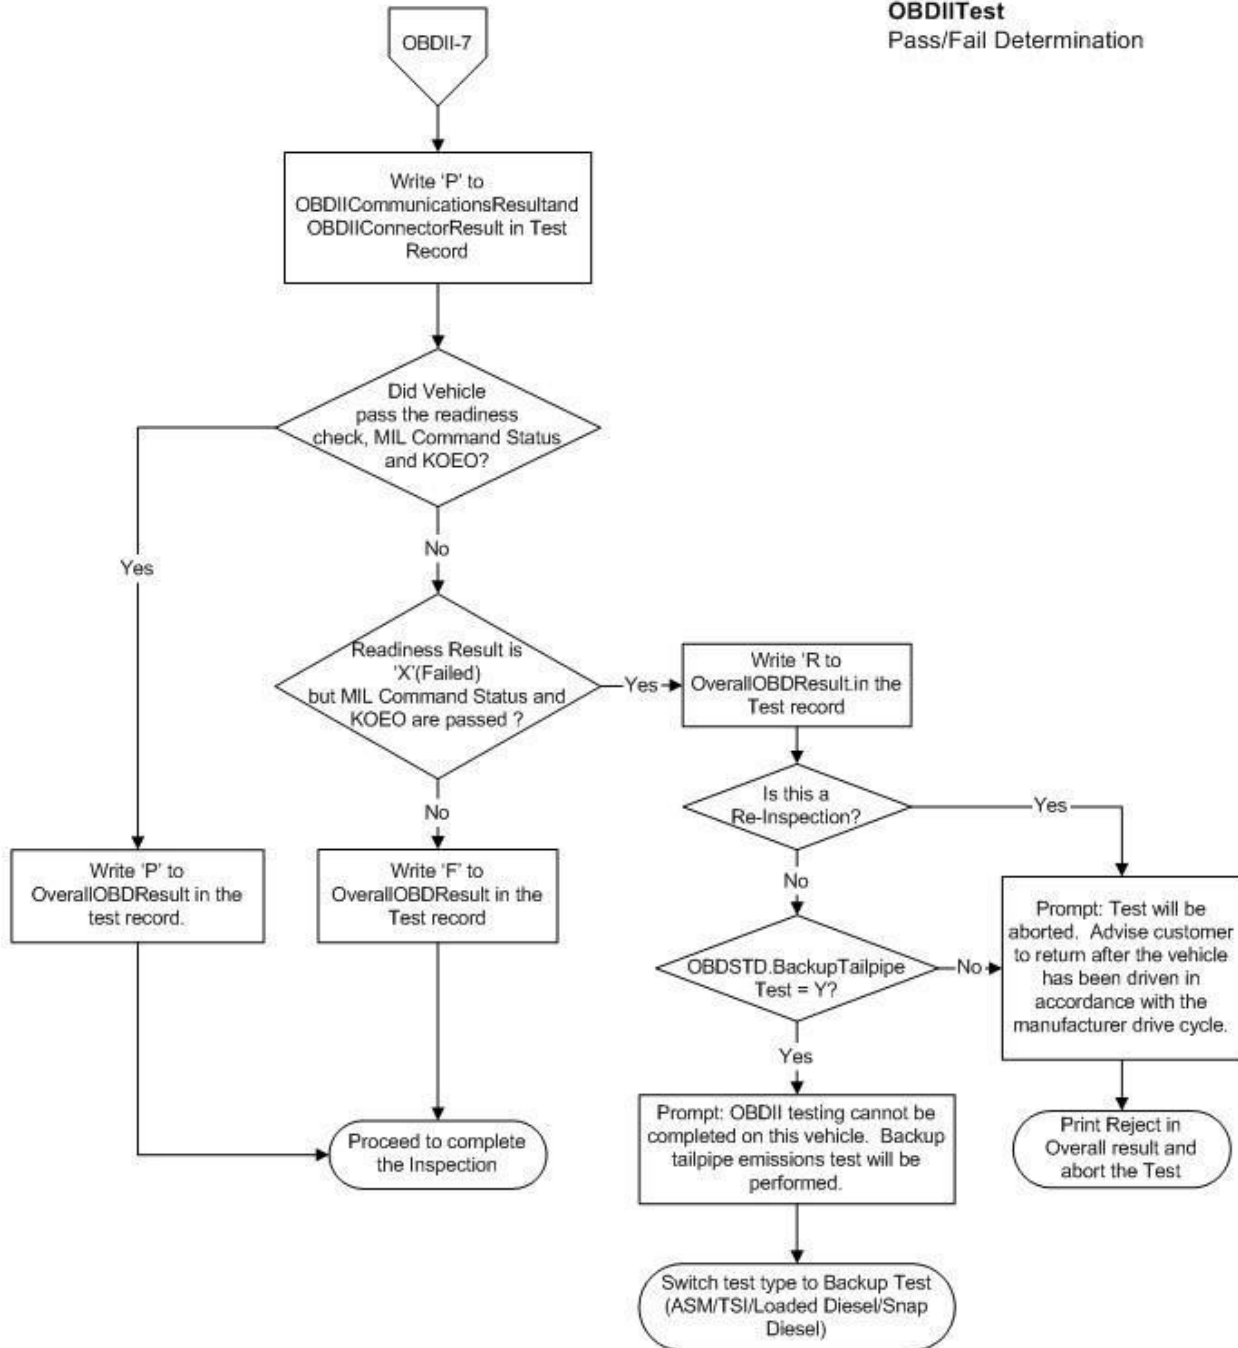 OBDIITest
Pass/Fail Determination
OBDII-7
Write ‘P’ to
OBDIICommunicationsResultand
OBDIIConnectorResult in Test
Record
Did Vehicle
pass the readiness
check, MIL Command Status
and KOEO?
Yes
No
Readiness Result is
‘X’(Failed)
but MIL Command Status and
KOEO are passed ?
Yes
Write ‘R to
OverallOBDResult.in the
Test record
No
Is this a
Re-Inspection?
Yes
Write ‘P’ to
OverallOBDResult in the
test record.
Write ‘F’ to
OverallOBDResult in the
Test record
No
Prompt: Test will be
aborted. Advise customer
to return after the vehicle
has been driven in
accordance with the
manufacturer drive cycle.
OBDSTD.BackupTailpipe
Test = Y?
No
Yes
Prompt: OBDII testing cannot be
completed on this vehicle. Backup
tailpipe emissions test will be
performed.
Print Reject in
Overall result and
abort the Test
Proceed to complete
the Inspection
Switch test type to Backup Test
(ASM/TSI/Loaded Diesel/Snap
Diesel)